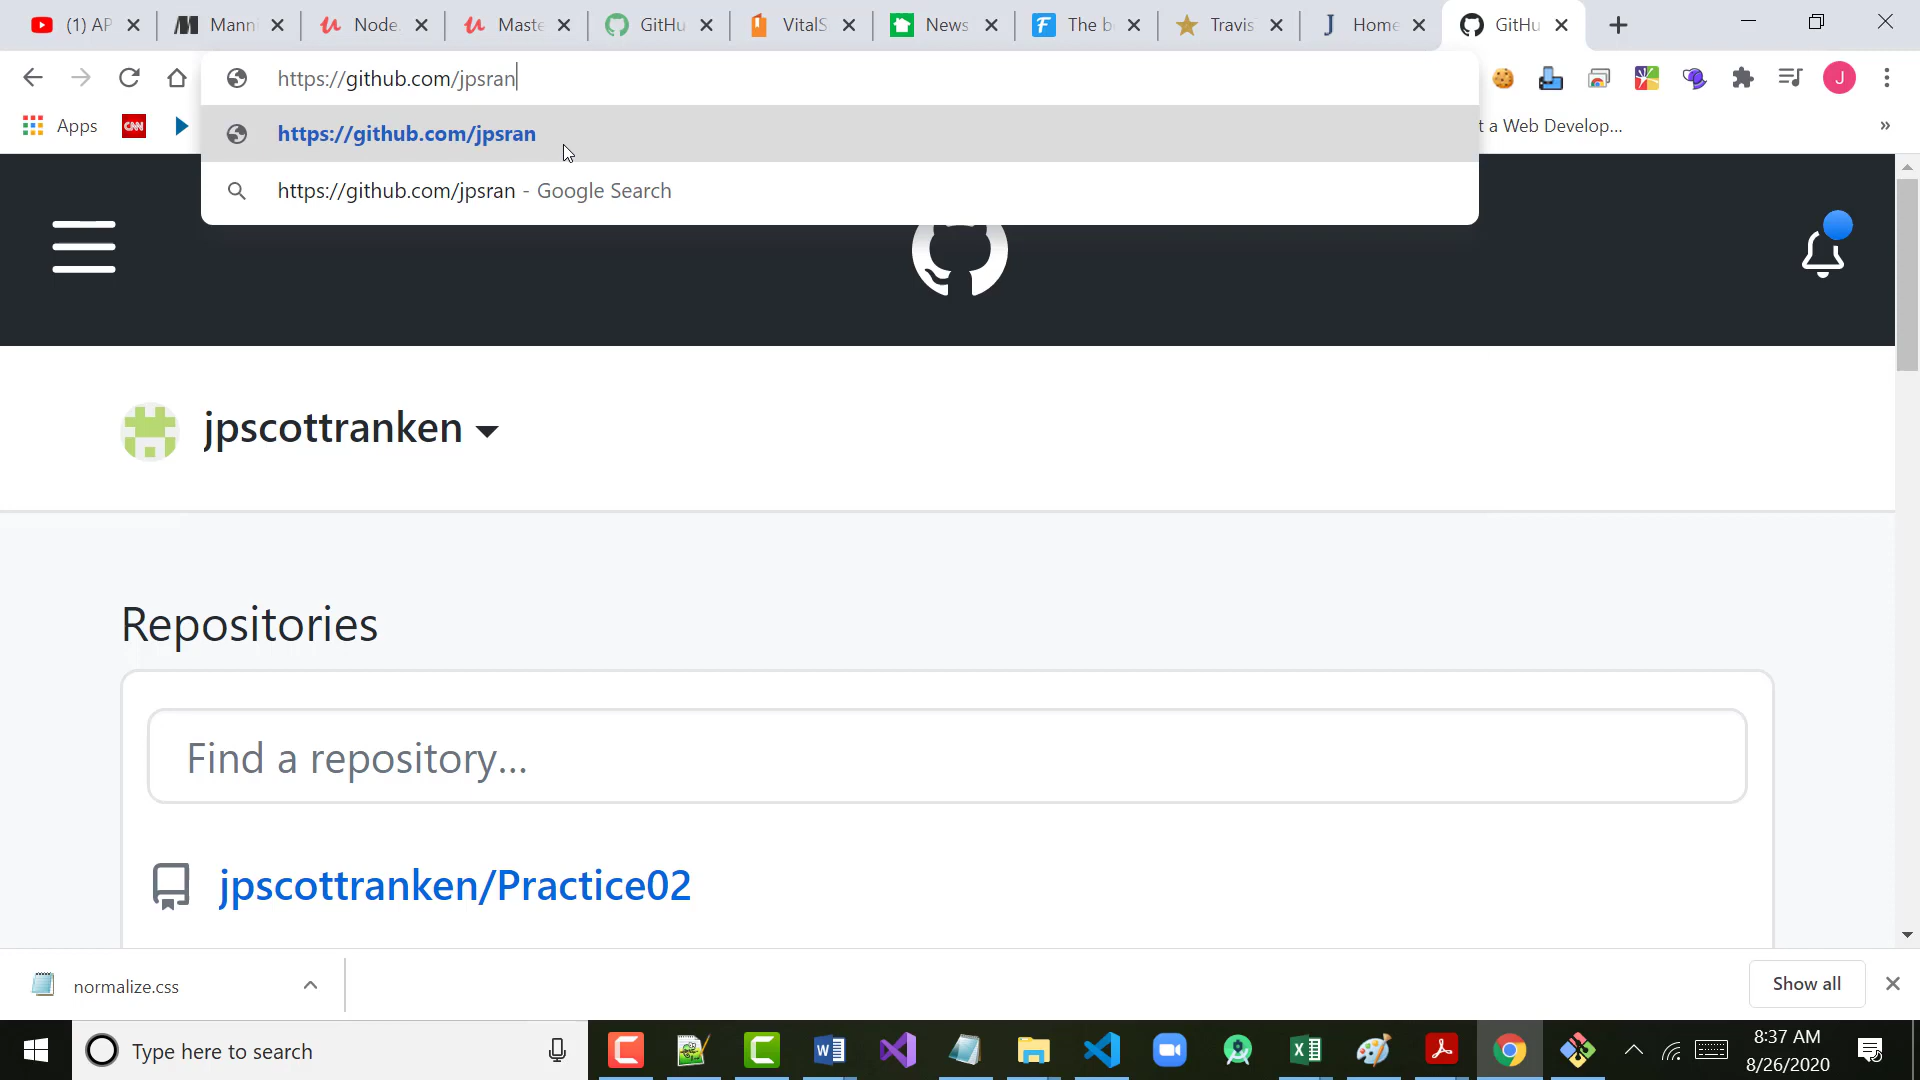 (1) AP
Manni
Node.
Maste
GitHu
VitalS
News
The b
Travis
Home
GitHu
https://github.com/jpsran
Apps
CNN
t a Web Develop...
»
https://github.com/jpsran
https://github.com/jpsran - Google Search
J
jpscottranken
Repositories
Find a repository...
jpscottranken/Practice02
normalize.css
Show all
Type here to search
8:37 AM
8/26/2020